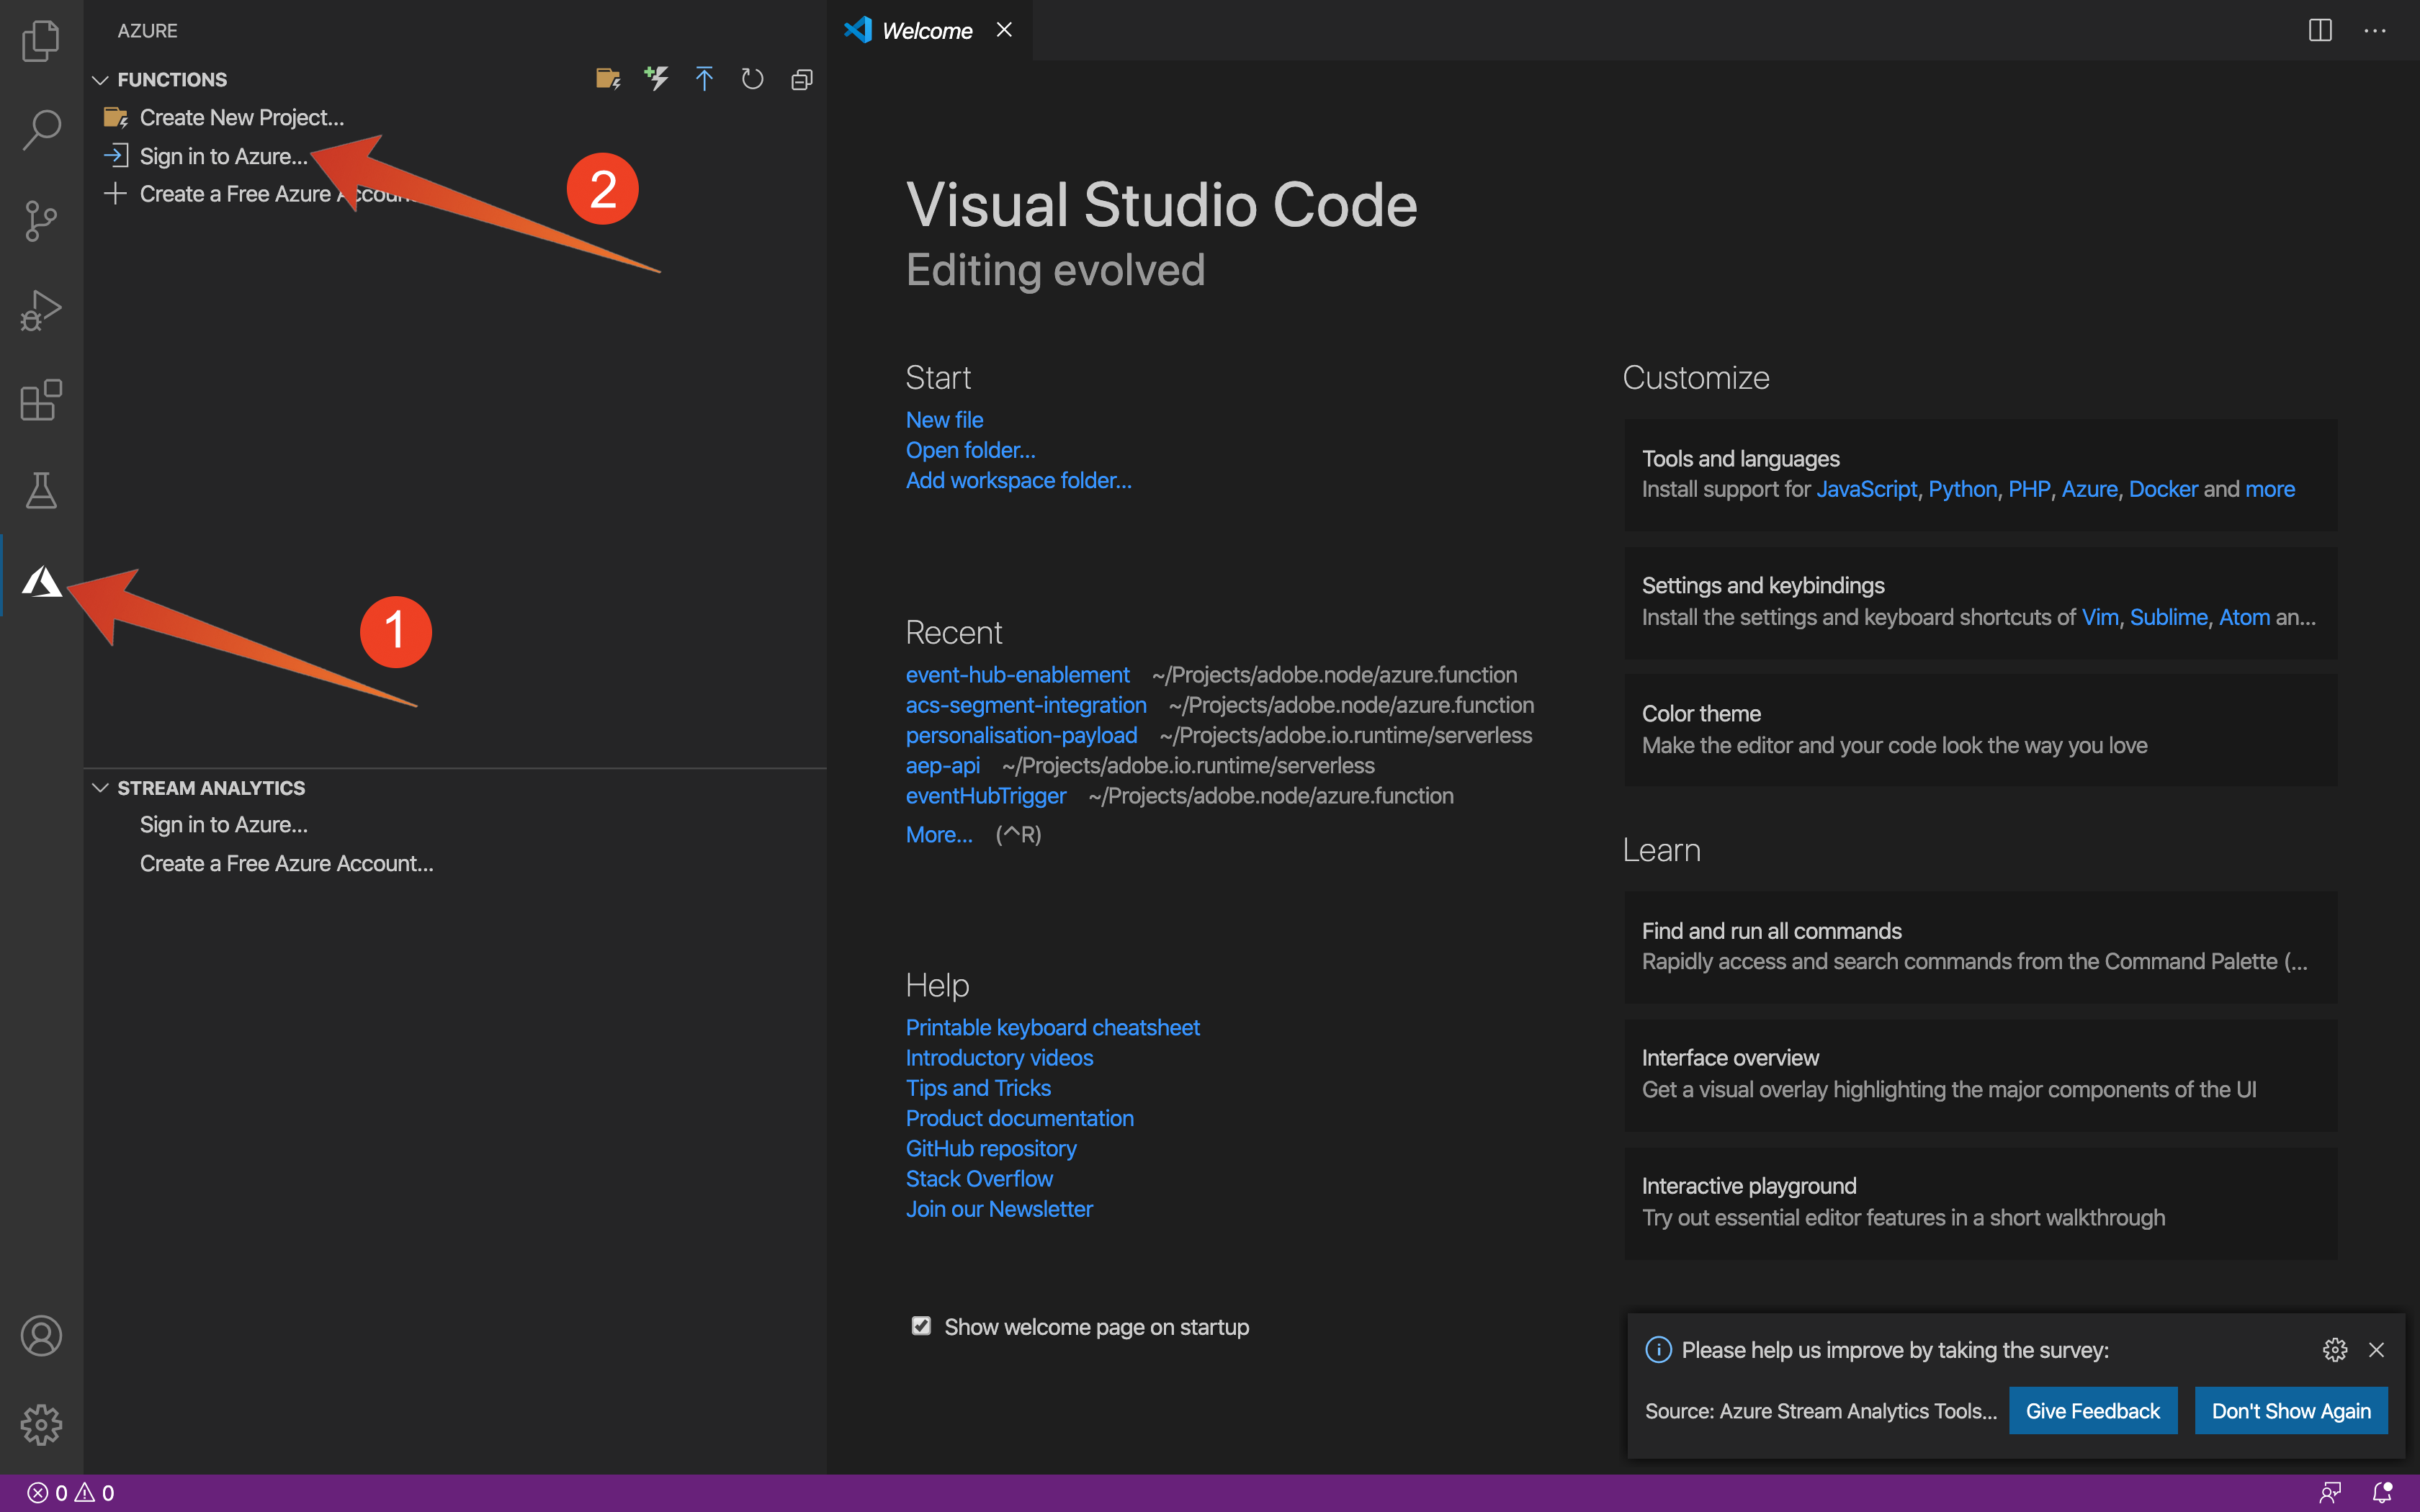 AZURE
FUNCTIONS
Create New Project...
Sign in to Azure...
Create a Free Azure Accoun
2
1
STREAM ANALYTICS
Sign in to Azure...
Create a Free Azure Account...
Welcome
Visual Studio Code
Editing evolved
Start
New file
Open folder...
Add workspace folder...
Recent
event-hub-enablement ~/Projects/adobe.node/azure.function
acs-segment-integration ~/Projects/adobe.node/azure.function
personalisation-payload ~/Projects/adobe.io.runtime/serverless
aep-api ~/Projects/adobe.io.runtime/serverless
eventHubTrigger ~/Projects/adobe.node/azure.function
More... (^R)
Help
Printable keyboard cheatsheet
Introductory videos
Tips and Tricks
Product documentation
GitHub repository
Stack Overflow
Join our Newsletter
Show welcome page on startup
Customize
Tools and languages
Install support for JavaScript, Python, PHP, Azure, Docker and more
Settings and keybindings
Install the settings and keyboard shortcuts of Vim, Sublime, Atom an...
Color theme
Make the editor and your code look the way you love
Learn
Find and run all commands
Rapidly access and search commands from the Command Palette (...
Interface overview
Get a visual overlay highlighting the major components of the UI
Interactive playground
Try out essential editor features in a short walkthrough
Please help us improve by taking the survey:
Source: Azure Stream Analytics Tools...
Give Feedback
Don't Show Again
0 0